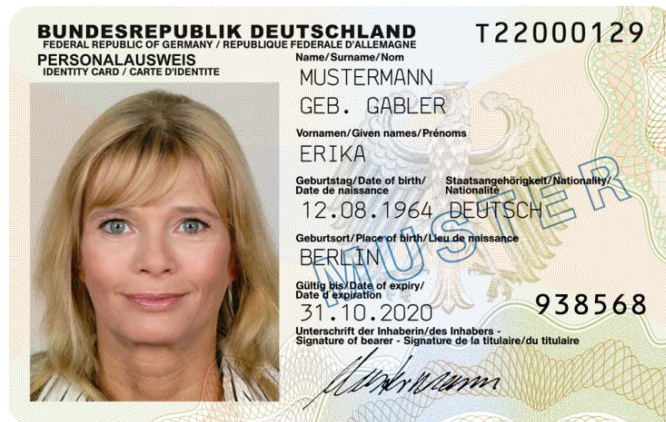 BUNDESREPUBLIK DEUTSCHLAND
FEDERAL REPUBLIC OF GERMANY / REPUBLIQUE FEDERALE D'ALLEMAGNE
PERSONALAUSWEIS
IDENTITY CARD / CARTE D'IDENTITE
T22000129
Name/Surname/Nom
MUSTERMANN
GEB. GABLER
Vornamen/Given names/Prénoms
ERIKA
Geburtstag/Date of birth/
Date de naissance
12.08.1964
Staatsangehörigkeit/Nationality/
Nationalité
DEUTSCH
Geburtsort/Place of birth/Lieu de naissance
BERLIN
Gültig bis/Date of expiry/
Date d'expiration
31.10.2020
938568
Unterschrift der Inhaberin/des Inhabers -
Signature of bearer - Signature de la titulaire/du titulaire
Mustermann
MUSTER